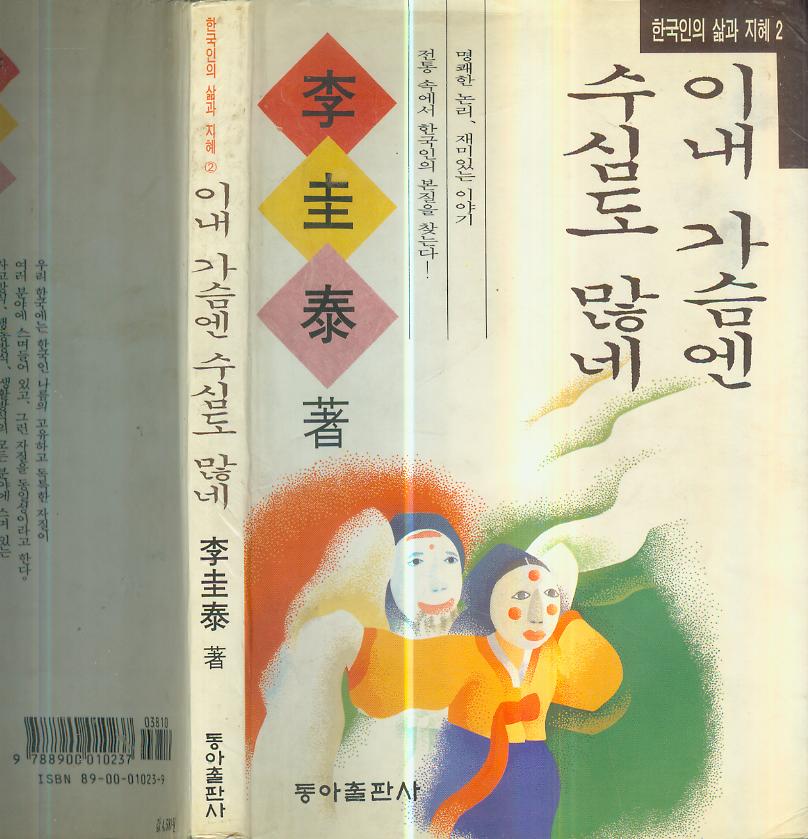 한국인의 삶과 지혜 2
이내 가슴엔
수심도 많네
명쾌한 논리, 재미있는 이야기
전통 속에서 한국인의 본질을 찾는다!
李
圭
泰
著
동아출판사
한국인의 삶과 지혜 ②
이내 가슴엔 수심도 많네
李圭泰 著
동아출판사
우리 한국에는 한국인 나름의 고유하고 독특한 자질이
여러 분야에 스며들어 있고, 그런 자질을 동일성이라고 한다.
03810
9 788900 010237
ISBN 89-00-01023-9